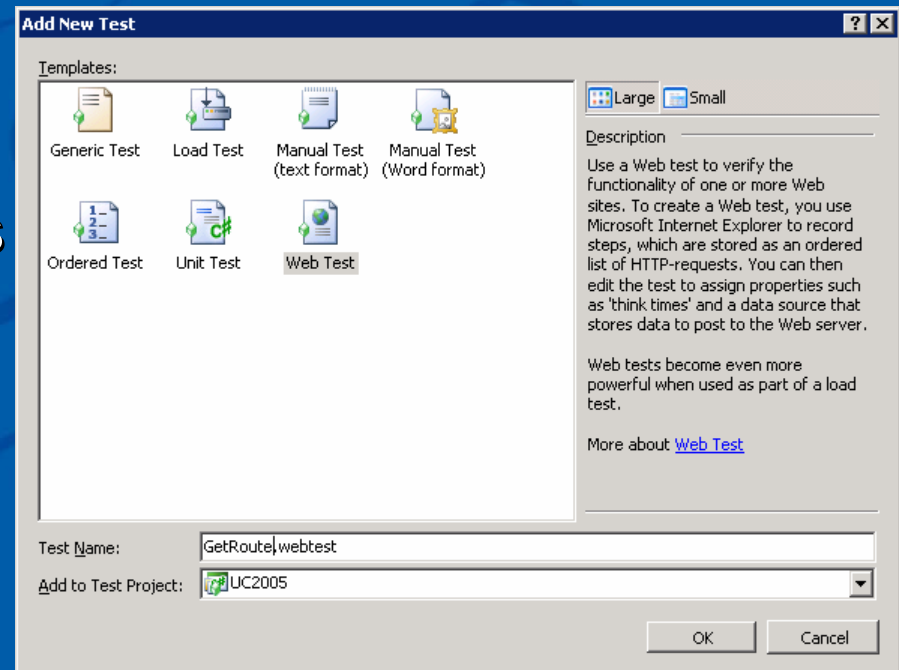 Add New Test
Templates:
Large Small
Generic Test
Load Test
Manual Test
(text format)
Manual Test
(Word format)
Ordered Test
Unit Test
Web Test
Description
Use a Web test to verify the
functionality of one or more Web
sites. To create a Web test, you use
Microsoft Internet Explorer to record
steps, which are stored as an ordered
list of HTTP-requests. You can then
edit the test to assign properties such
as 'think times' and a data source that
stores data to post to the Web server.
Web tests become even more
powerful when used as part of a load
test.
More about Web Test
Test Name: GetRoute.webtest
Add to Test Project: UC2005
OK Cancel